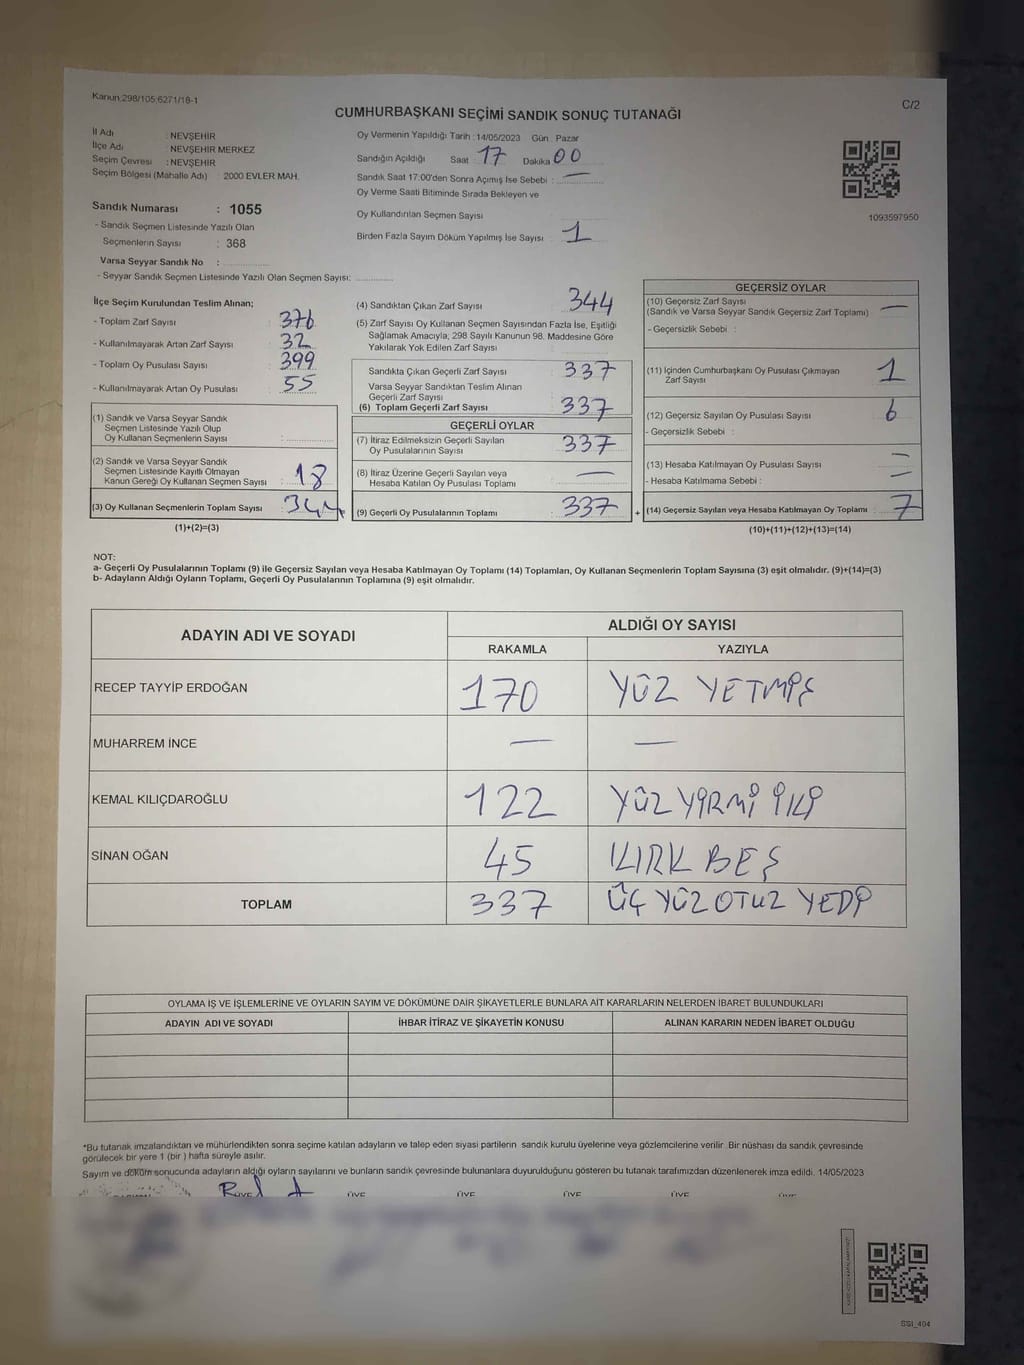 Kanun:298/105;6271/18-1
C/2
CUMHURBAŞKANI SEÇİMİ SANDIK SONUÇ TUTANAĞI
İl Adı : NEVŞEHİR
İlçe Adı : NEVŞEHİR MERKEZ
Seçim Çevresi : NEVŞEHİR
Seçim Bölgesi (Mahalle Adı) : 2000 EVLER MAH.
Sandık Numarası : 1055
- Sandık Seçmen Listesinde Yazılı Olan
Seçmenlerin Sayısı : 368
Varsa Seyyar Sandık No :
- Seyyar Sandık Seçmen Listesinde Yazılı Olan Seçmen Sayısı:
Oy Vermenin Yapıldığı Tarih : 14/05/2023 Gün : Pazar
Sandığın Açıldığı Saat : 17 Dakika 00
Sandık Saat 17:00'den Sonra Açımış İse Sebebi : —
Oy Verme Saati Bitiminde Sırada Bekleyen ve
Oy Kullandırılan Seçmen Sayısı
Birden Fazla Sayım Döküm Yapılmış İse Sayısı : 1
1093597950
İlçe Seçim Kurulundan Teslim Alınan;
- Toplam Zarf Sayısı : 376
- Kullanılmayarak Artan Zarf Sayısı : 32
- Toplam Oy Pusulası Sayısı : 399
- Kullanılmayarak Artan Oy Pusulası : 55
(1) Sandık ve Varsa Seyyar Sandık
Seçmen Listesinde Yazılı Olup
Oy Kullanan Seçmenlerin Sayısı :
(2) Sandık ve Varsa Seyyar Sandık
Seçmen Listesinde Kayıtlı Olmayan
Kanun Gereği Oy Kullanan Seçmen Sayısı : 18
(3) Oy Kullanan Seçmenlerin Toplam Sayısı : 344
(1)+(2)=(3)
(4) Sandıktan Çıkan Zarf Sayısı : 344
(5) Zarf Sayısı Oy Kullanan Seçmen Sayısından Fazla İse, Eşitliği
Sağlamak Amacıyla, 298 Sayılı Kanunun 98. Maddesine Göre
Yakılarak Yok Edilen Zarf Sayısı :
Sandıkta Çıkan Geçerli Zarf Sayısı : 337
Varsa Seyyar Sandıktan Teslim Alınan
Geçerli Zarf Sayısı
(6) Toplam Geçerli Zarf Sayısı : 337
GEÇERLİ OYLAR
(7) İtiraz Edilmeksizin Geçerli Sayılan
Oy Pusulalarının Sayısı : 337
(8) İtiraz Üzerine Geçerli Sayılan veya
Hesaba Katılan Oy Pusulası Toplamı : —
(9) Geçerli Oy Pusulalarının Toplamı : 337
+
GEÇERSİZ OYLAR
(10) Geçersiz Zarf Sayısı
(Sandık ve Varsa Seyyar Sandık Geçersiz Zarf Toplamı) : —
- Geçersizlik Sebebi :
(11) İçinden Cumhurbaşkanı Oy Pusulası Çıkmayan
Zarf Sayısı : 1
(12) Geçersiz Sayılan Oy Pusulası Sayısı : 6
- Geçersizlik Sebebi :
(13) Hesaba Katılmayan Oy Pusulası Sayısı : —
- Hesaba Katılmama Sebebi : —
(14) Geçersiz Sayılan veya Hesaba Katılmayan Oy Toplamı : 7
(10)+(11)+(12)+(13)=(14)
NOT:
a- Geçerli Oy Pusulalarının Toplamı (9) ile Geçersiz Sayılan veya Hesaba Katılmayan Oy Toplamı (14) Toplamları, Oy Kullanan Seçmenlerin Toplam Sayısına (3) eşit olmalıdır. (9)+(14)=(3)
b- Adayların Aldığı Oyların Toplamı, Geçerli Oy Pusulalarının Toplamına (9) eşit olmalıdır.
ADAYIN ADI VE SOYADI ALDIĞI OY SAYISI
RAKAMLA YAZIYLA
RECEP TAYYİP ERDOĞAN 170 YÜZ YETMİŞ
MUHARREM İNCE — —
KEMAL KILIÇDAROĞLU 122 YÜZ YİRMİ İKİ
SİNAN OĞAN 45 KIRK BEŞ
TOPLAM 337 ÜÇ YÜZ OTUZ YEDİ
OYLAMA İŞ VE İŞLEMLERİNE VE OYLARIN SAYIM VE DÖKÜMÜNE DAİR ŞİKAYETLERLE BUNLARA AİT KARARLARIN NELERDEN İBARET BULUNDUKLARI
ADAYIN ADI VE SOYADI İHBAR İTİRAZ VE ŞİKAYETİN KONUSU ALINAN KARARIN NEDEN İBARET OLDUĞU
*Bu tutanak imzalandıktan ve mühürlendikten sonra seçime katılan adayların ve talep eden siyasi partilerin sandık kurulu üyelerine veya gözlemcilerine verilir. Bir nüshası da sandık çevresinde
görülecek bir yere 1 (bir ) hafta süreyle asılır.
Sayım ve döküm sonucunda adayların aldığı oyların sayılarını ve bunların sandık çevresinde bulunanlara duyurulduğunu gösteren bu tutanak tarafımızdan düzenlenerek imza edildi. 14/05/2023
ÜYE ÜYE ÜYE ÜYE ÜYE
SSI_404